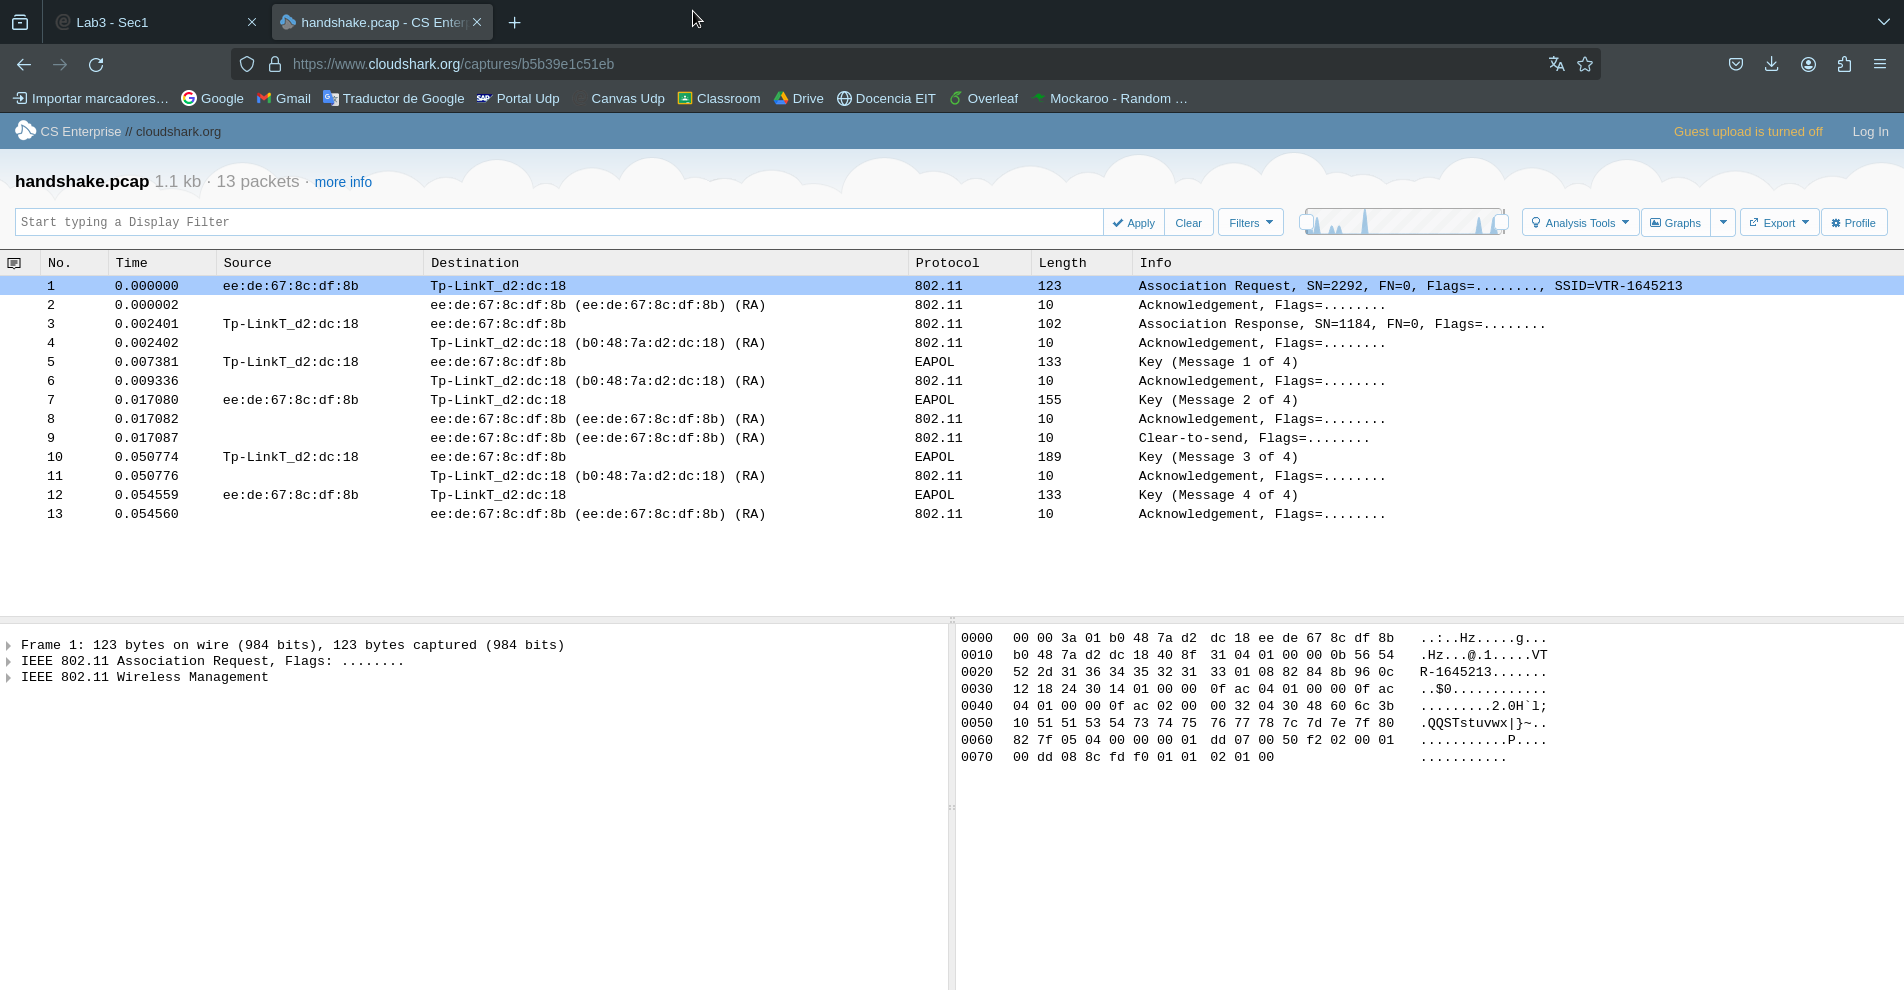 Lab3 - Sec1
handshake.pcap - CS Enter
https://www.cloudshark.org/captures/b5b39e1c51eb
Importar marcadores… Google Gmail Traductor de Google SAP Portal Udp Canvas Udp Classroom Drive Docencia EIT Overleaf Mockaroo - Random …
CS Enterprise // cloudshark.org Guest upload is turned off Log In
handshake.pcap 1.1 kb · 13 packets · more info
Start typing a Display Filter Apply Clear Filters Analysis Tools Graphs Export Profile
No. Time Source Destination Protocol Length Info
1 0.000000 ee:de:67:8c:df:8b Tp-LinkT_d2:dc:18 802.11 123 Association Request, SN=2292, FN=0, Flags=........, SSID=VTR-1645213
2 0.000002 ee:de:67:8c:df:8b (ee:de:67:8c:df:8b) (RA) 802.11 10 Acknowledgement, Flags=........
3 0.002401 Tp-LinkT_d2:dc:18 ee:de:67:8c:df:8b 802.11 102 Association Response, SN=1184, FN=0, Flags=........
4 0.002402 Tp-LinkT_d2:dc:18 (b0:48:7a:d2:dc:18) (RA) 802.11 10 Acknowledgement, Flags=........
5 0.007381 Tp-LinkT_d2:dc:18 ee:de:67:8c:df:8b EAPOL 133 Key (Message 1 of 4)
6 0.009336 Tp-LinkT_d2:dc:18 (b0:48:7a:d2:dc:18) (RA) 802.11 10 Acknowledgement, Flags=........
7 0.017080 ee:de:67:8c:df:8b Tp-LinkT_d2:dc:18 EAPOL 155 Key (Message 2 of 4)
8 0.017082 ee:de:67:8c:df:8b (ee:de:67:8c:df:8b) (RA) 802.11 10 Acknowledgement, Flags=........
9 0.017087 ee:de:67:8c:df:8b (ee:de:67:8c:df:8b) (RA) 802.11 10 Clear-to-send, Flags=........
10 0.050774 Tp-LinkT_d2:dc:18 ee:de:67:8c:df:8b EAPOL 189 Key (Message 3 of 4)
11 0.050776 Tp-LinkT_d2:dc:18 (b0:48:7a:d2:dc:18) (RA) 802.11 10 Acknowledgement, Flags=........
12 0.054559 ee:de:67:8c:df:8b Tp-LinkT_d2:dc:18 EAPOL 133 Key (Message 4 of 4)
13 0.054560 ee:de:67:8c:df:8b (ee:de:67:8c:df:8b) (RA) 802.11 10 Acknowledgement, Flags=........
Frame 1: 123 bytes on wire (984 bits), 123 bytes captured (984 bits)
IEEE 802.11 Association Request, Flags: ........
IEEE 802.11 Wireless Management
0000 00 00 3a 01 b0 48 7a d2 dc 18 ee de 67 8c df 8b ..:..Hz.....g...
0010 b0 48 7a d2 dc 18 40 8f 31 04 01 00 00 0b 56 54 .Hz...@.1.....VT
0020 52 2d 31 36 34 35 32 31 33 01 08 82 84 8b 96 0c R-1645213.......
0030 12 18 24 30 14 01 00 00 0f ac 04 01 00 00 0f ac ..$0............
0040 04 01 00 00 0f ac 02 00 00 32 04 30 48 60 6c 3b .........2.0H`l;
0050 10 51 51 53 54 73 74 75 76 77 78 7c 7d 7e 7f 80 .QQSTstuvwx|}~..
0060 82 7f 05 04 00 00 00 01 dd 07 00 50 f2 02 00 01 ...........P....
0070 00 dd 08 8c fd f0 01 01 02 01 00 ...........